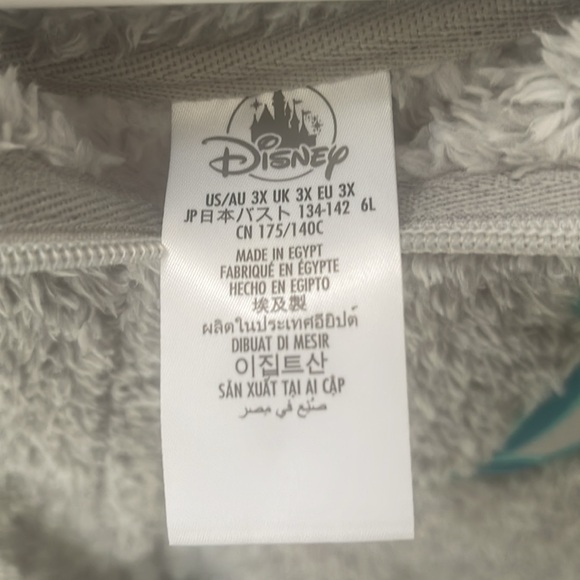 Disney
US/AU 3X UK 3X EU 3X
JP日本バスト 134-142 6L
CN 175/140C
MADE IN EGYPT
FABRIQUÉ EN ÉGYPTE
HECHO EN EGIPTO
埃及製
ผลิตในประเทศอียิปต์
DIBUAT DI MESIR
이집트산
SẢN XUẤT TẠI AI CẬP
صنع في مصر